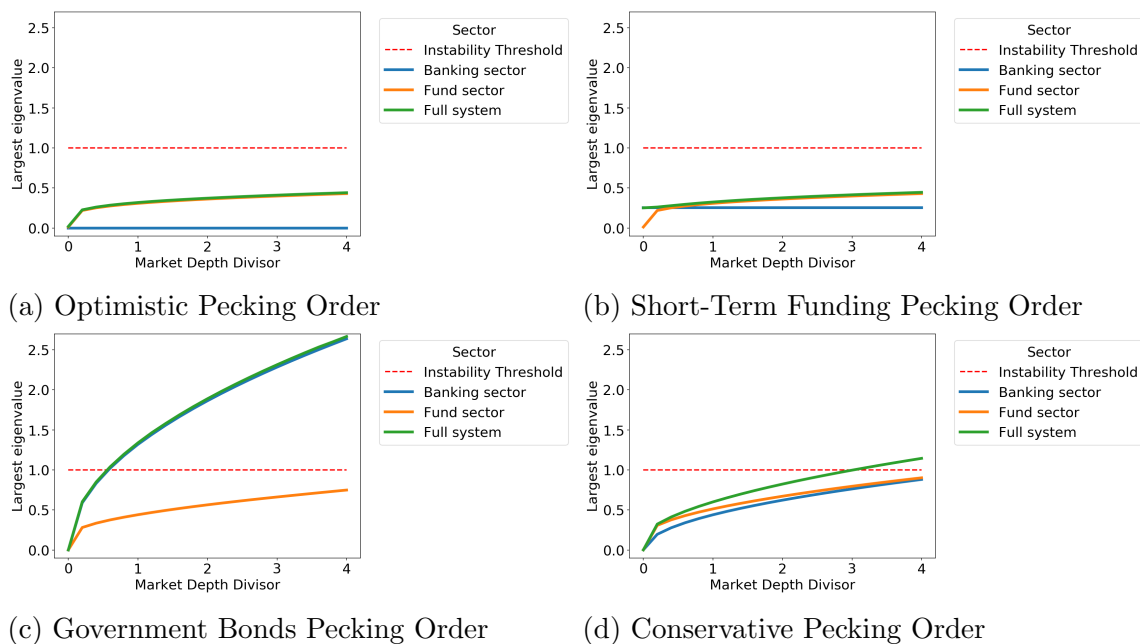 2.5
2.0
1.5
1.0
0.5
0.0
Largest eigenvalue
0 1 2 3 4
Market Depth Divisor
Sector
Instability Threshold
Banking sector
Fund sector
Full system
(a) Optimistic Pecking Order
2.5
2.0
1.5
1.0
0.5
0.0
Largest eigenvalue
0 1 2 3 4
Market Depth Divisor
Sector
Instability Threshold
Banking sector
Fund sector
Full system
(b) Short-Term Funding Pecking Order
2.5
2.0
1.5
1.0
0.5
0.0
Largest eigenvalue
0 1 2 3 4
Market Depth Divisor
Sector
Instability Threshold
Banking sector
Fund sector
Full system
(c) Government Bonds Pecking Order
2.5
2.0
1.5
1.0
0.5
0.0
Largest eigenvalue
0 1 2 3 4
Market Depth Divisor
Sector
Instability Threshold
Banking sector
Fund sector
Full system
(d) Conservative Pecking Order